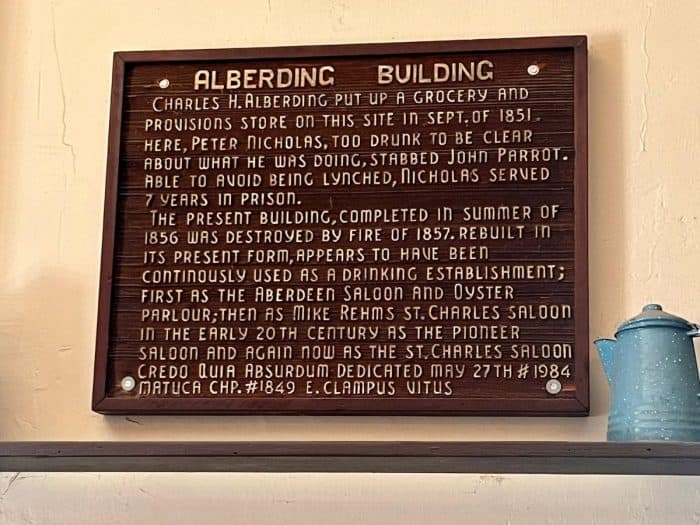 ALBERDING BUILDING
CHARLES H. ALBERDING PUT UP A GROCERY AND
PROVISIONS STORE ON THIS SITE IN SEPT. OF 1851.
HERE, PETER NICHOLAS, TOO DRUNK TO BE CLEAR
ABOUT WHAT HE WAS DOING, STABBED JOHN PARROT.
ABLE TO AVOID BEING LYNCHED, NICHOLAS SERVED
7 YEARS IN PRISON.
THE PRESENT BUILDING, COMPLETED IN SUMMER OF
1856 WAS DESTROYED BY FIRE OF 1857. REBUILT IN
ITS PRESENT FORM, APPEARS TO HAVE BEEN
CONTINOUSLY USED AS A DRINKING ESTABLISHMENT;
FIRST AS THE ABERDEEN SALOON AND OYSTER
PARLOUR; THEN AS MIKE REHMS ST. CHARLES SALOON
IN THE EARLY 20TH CENTURY AS THE PIONEER
SALOON AND AGAIN NOW AS THE ST. CHARLES SALOON
CREDO QUIA ABSURDUM DEDICATED MAY 27TH # 1984
MATUCA CHP. #1849 E. CLAMPUS VITUS